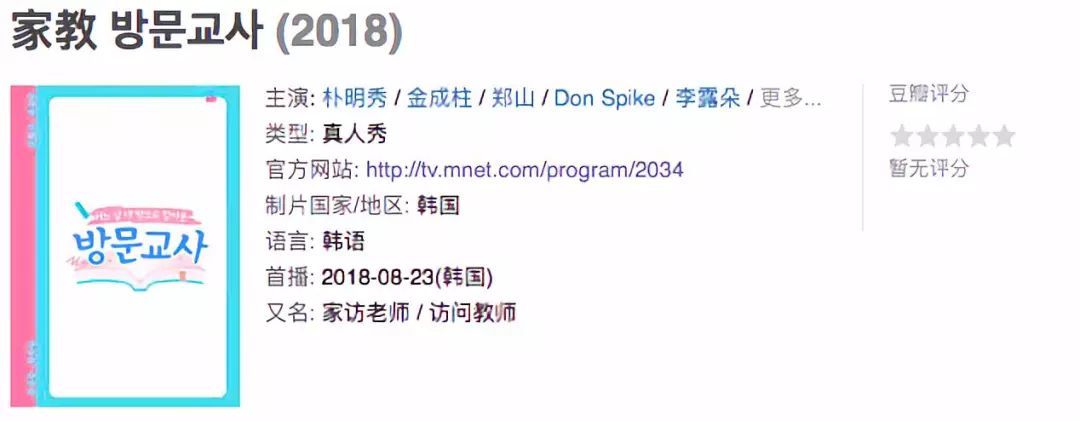 家教 방문교사 (2018)
방문교사
主演: 朴明秀 / 金成柱 / 郑山 / Don Spike / 李露朵 / 更多...
类型: 真人秀
官方网站: http://tv.mnet.com/program/2034
制片国家/地区: 韩国
语言: 韩语
首播: 2018-08-23(韩国)
又名: 家访老师 / 访问教师
豆瓣评分
暂无评分